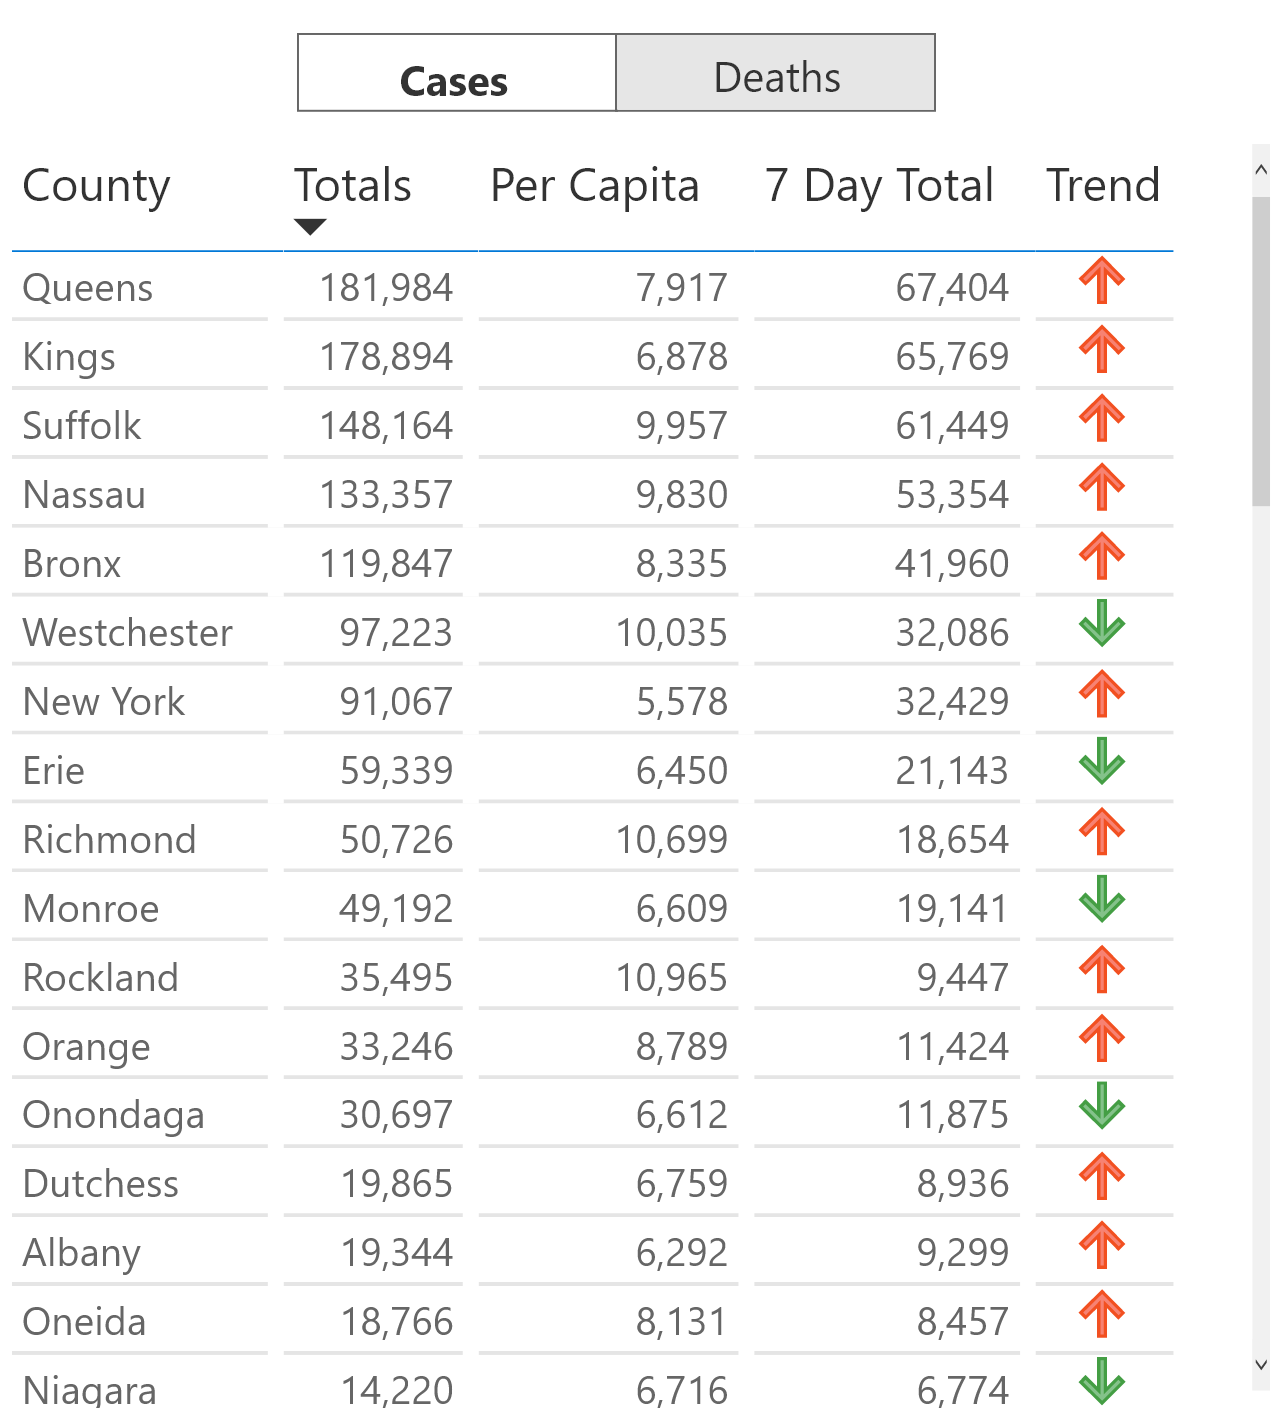 Cases Deaths
County Totals Per Capita 7 Day Total Trend
Queens 181,984 7,917 67,404
Kings 178,894 6,878 65,769
Suffolk 148,164 9,957 61,449
Nassau 133,357 9,830 53,354
Bronx 119,847 8,335 41,960
Westchester 97,223 10,035 32,086
New York 91,067 5,578 32,429
Erie 59,339 6,450 21,143
Richmond 50,726 10,699 18,654
Monroe 49,192 6,609 19,141
Rockland 35,495 10,965 9,447
Orange 33,246 8,789 11,424
Onondaga 30,697 6,612 11,875
Dutchess 19,865 6,759 8,936
Albany 19,344 6,292 9,299
Oneida 18,766 8,131 8,457
Niagara 14,220 6,716 6,774